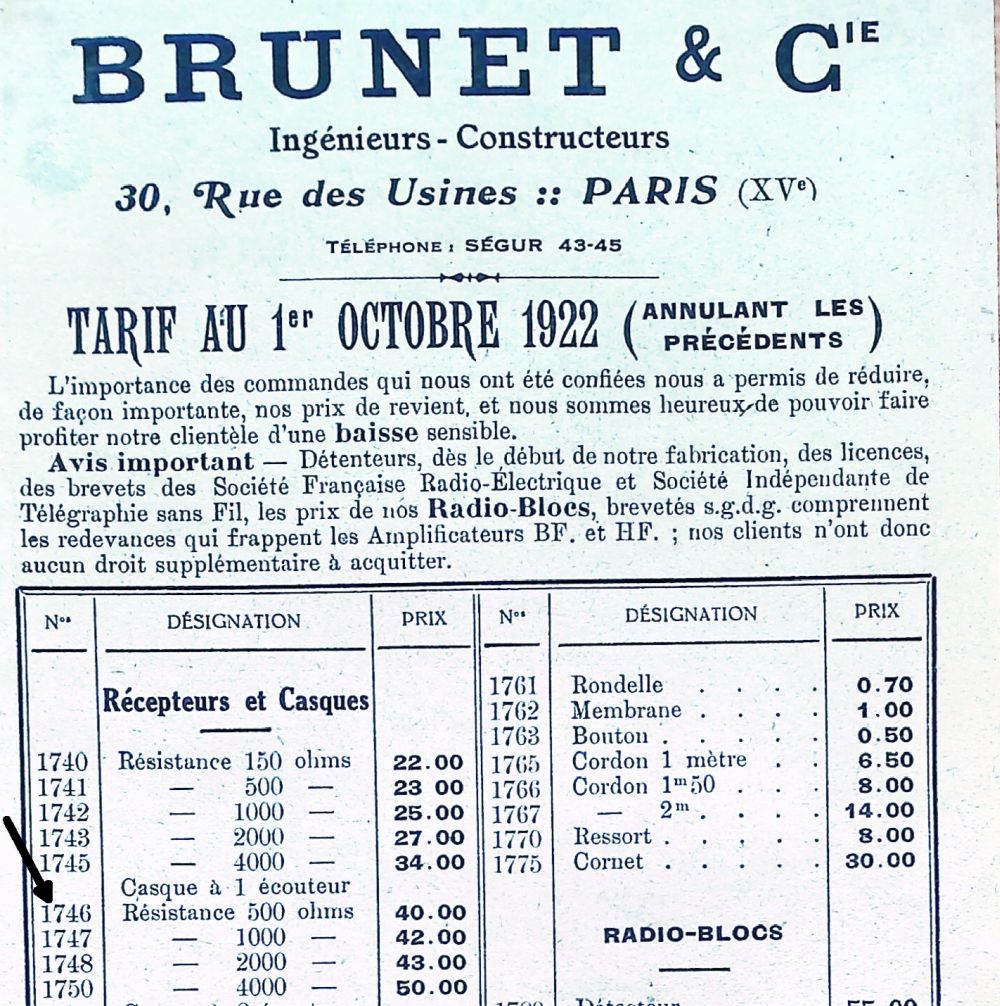 BRUNET & CIE
Ingénieurs - Constructeurs
30, Rue des Usines :: PARIS (XVe)
TÉLÉPHONE : SÉGUR 43-45
TARIF AU 1er OCTOBRE 1922 (ANNULANT LES PRÉCÉDENTS)
L'importance des commandes qui nous ont été confiées nous a permis de réduire,
de façon importante, nos prix de revient, et nous sommes heureux de pouvoir faire
profiter notre clientèle d'une baisse sensible.
Avis important — Détenteurs, dès le début de notre fabrication, des licences,
des brevets des Société Française Radio-Électrique et Société Indépendante de
Télégraphie sans Fil, les prix de nos Radio-Blocs, brevetés s.g.d.g. comprennent
les redevances qui frappent les Amplificateurs BF. et HF. ; nos clients n'ont donc
aucun droit supplémentaire à acquitter.
Nos DÉSIGNATION PRIX
Récepteurs et Casques
1740 Résistance 150 ohms 22.00
1741 — 500 — 23 00
1742 — 1000 — 25.00
1743 — 2000 — 27.00
1745 — 4000 — 34.00
Casque à 1 écouteur
1746 Résistance 500 ohms 40.00
1747 — 1000 — 42.00
1748 — 2000 — 43.00
1750 — 4000 — 50.00
Nos DÉSIGNATION PRIX
1761 Rondelle . . . . 0.70
1762 Membrane . . . . 1.00
1763 Bouton . . . . . 0.50
1765 Cordon 1 mètre . . 6.50
1766 Cordon 1m50 . . . 8.00
1767 — 2m . . . . 14.00
1770 Ressort . . . . . 8.00
1775 Cornet . . . . . 30.00
RADIO-BLOCS
Détecteur 55.00